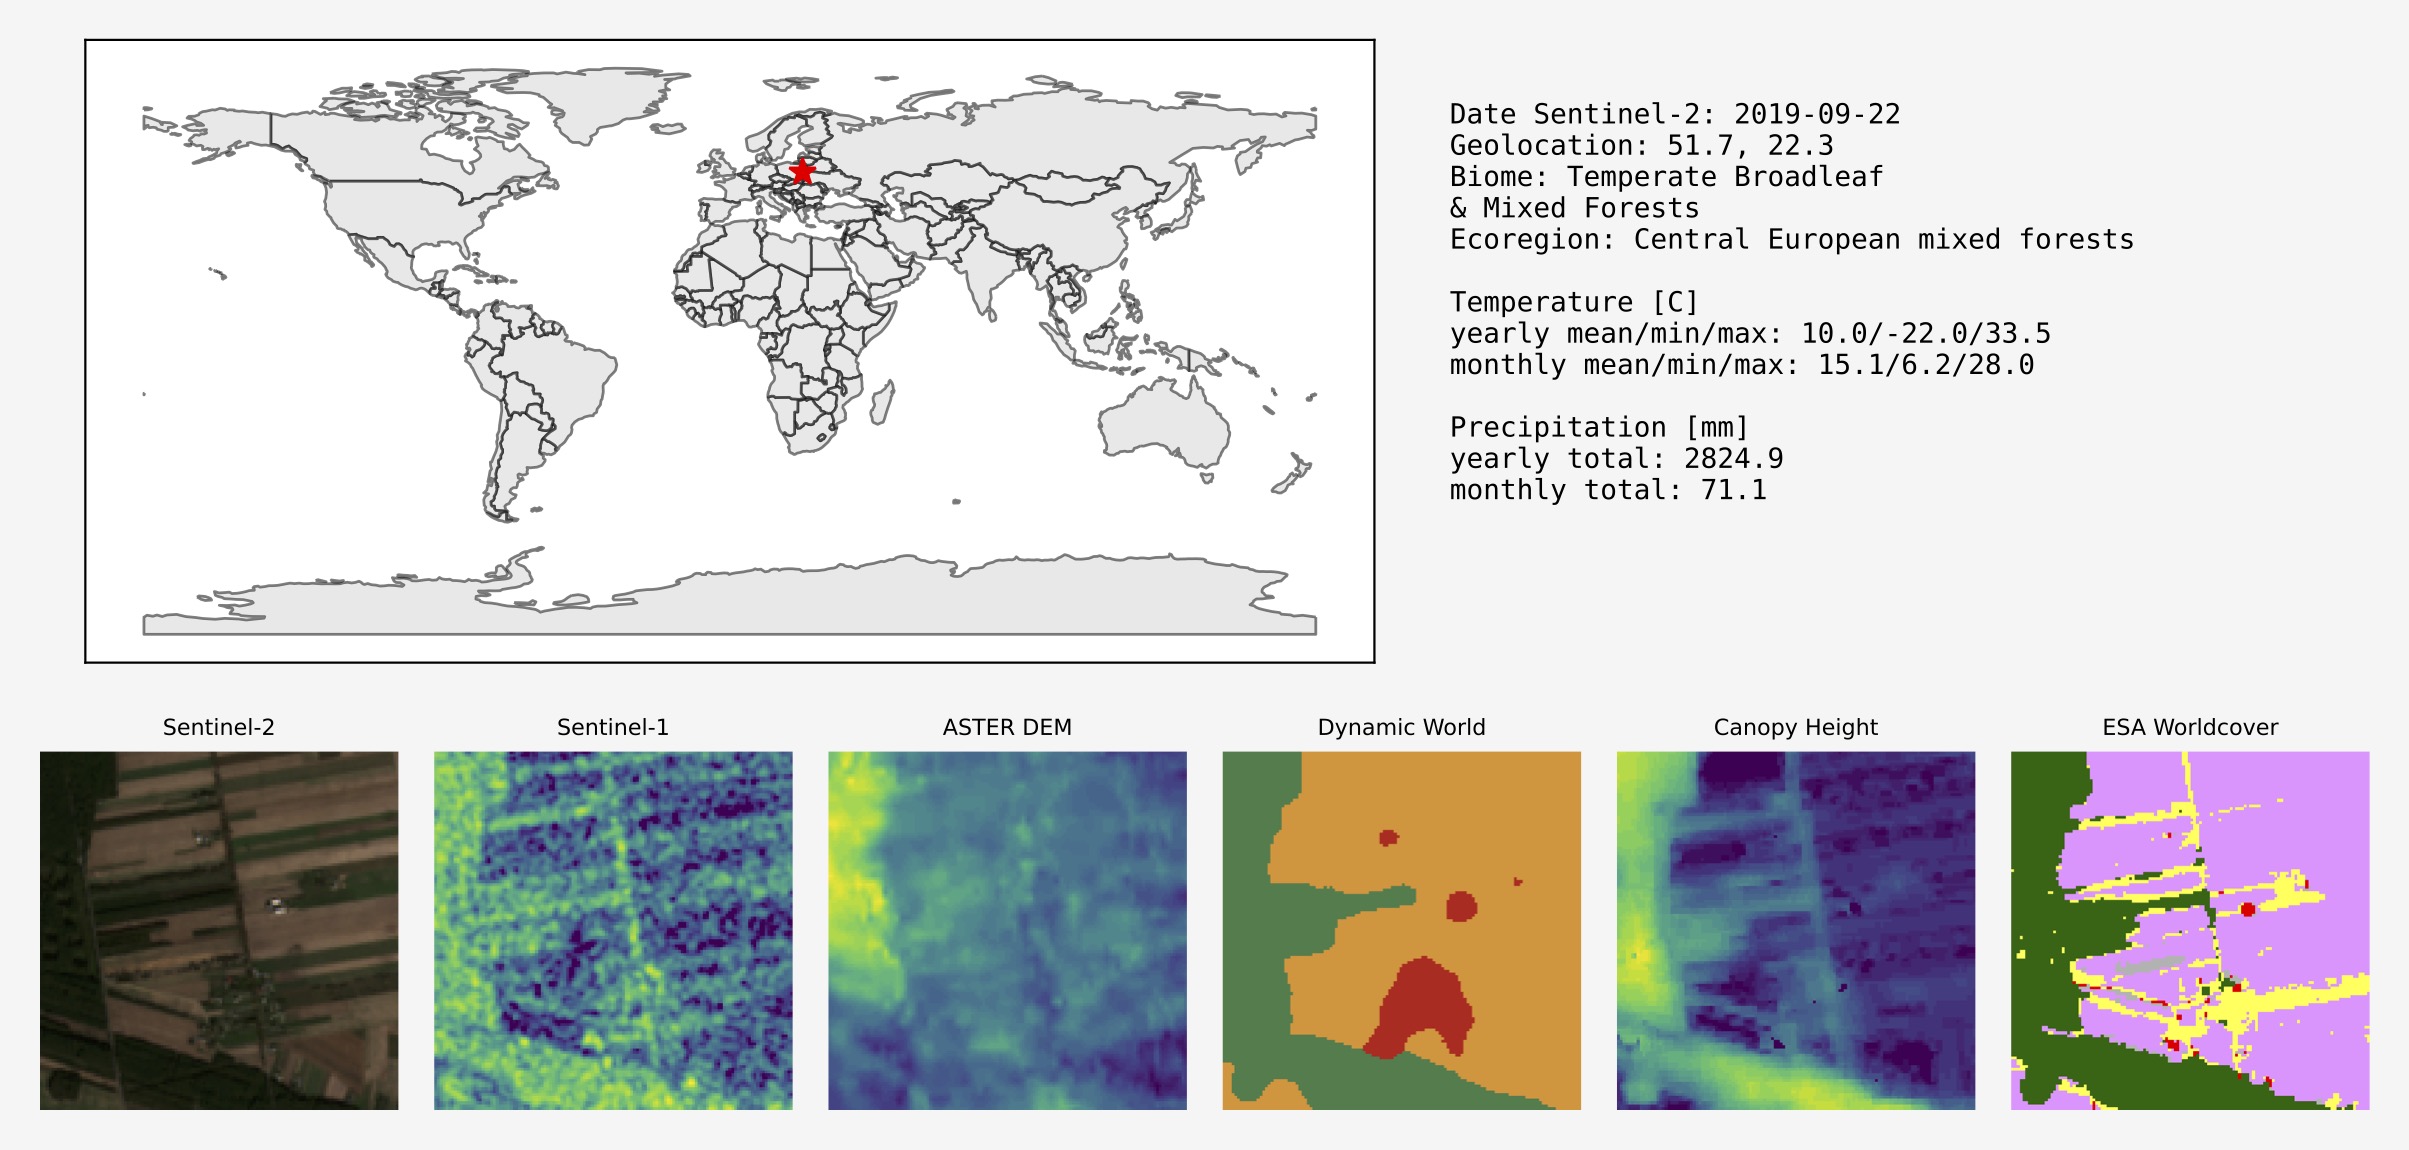 Date Sentinel-2: 2019-09-22
Geolocation: 51.7, 22.3
Biome: Temperate Broadleaf
& Mixed Forests
Ecoregion: Central European mixed forests
Temperature [C]
yearly mean/min/max: 10.0/-22.0/33.5
monthly mean/min/max: 15.1/6.2/28.0
Precipitation [mm]
yearly total: 2824.9
monthly total: 71.1
Sentinel-2
Sentinel-1
ASTER DEM
Dynamic World
Canopy Height
ESA Worldcover